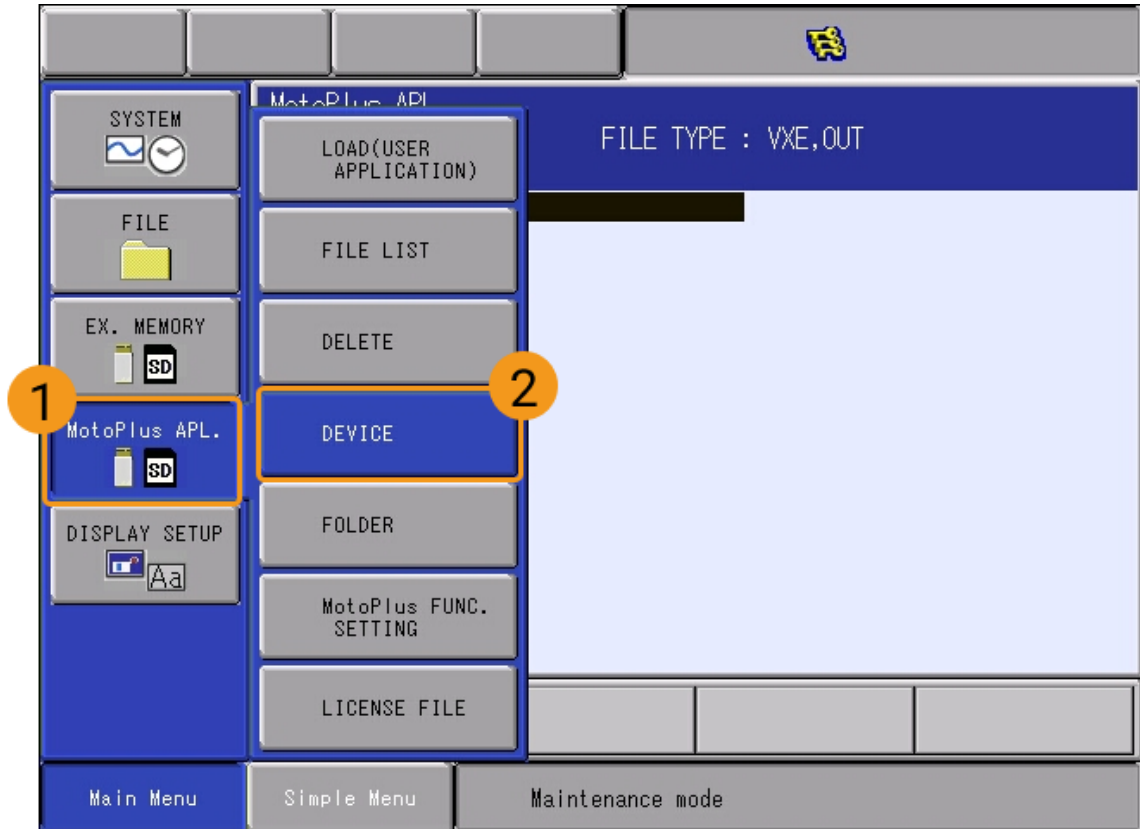 SYSTEM
FILE
EX. MEMORY
SD
1
MotoPlus APL.
SD
DISPLAY SETUP
Aa
MotoPlus APL
FILE TYPE : VXE,OUT
LOAD(USER
APPLICATION)
FILE LIST
DELETE
2
DEVICE
FOLDER
MotoPlus FUNC.
SETTING
LICENSE FILE
Main Menu
Simple Menu
Maintenance mode